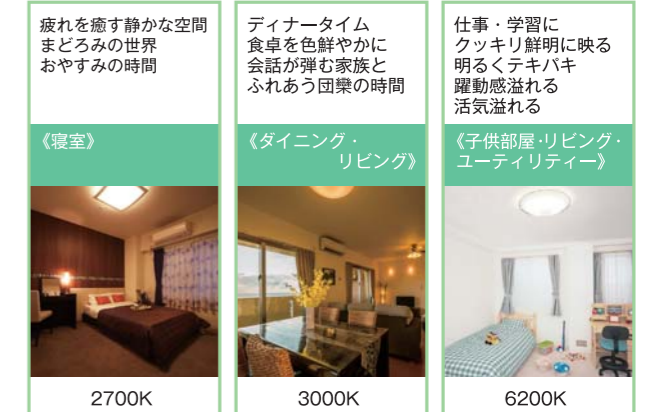 疲れを癒す静かな空間
まどろみの世界
おやすみの時間
《寝室》
2700K
ディナータイム
食卓を色鮮やかに
会話が弾む家族と
ふれあう団欒の時間
《ダイニング・
リビング》
3000K
仕事・学習に
クッキリ鮮明に映る
明るくテキパキ
躍動感溢れる
活気溢れる
《子供部屋・リビング・
ユーティリティー》
6200K